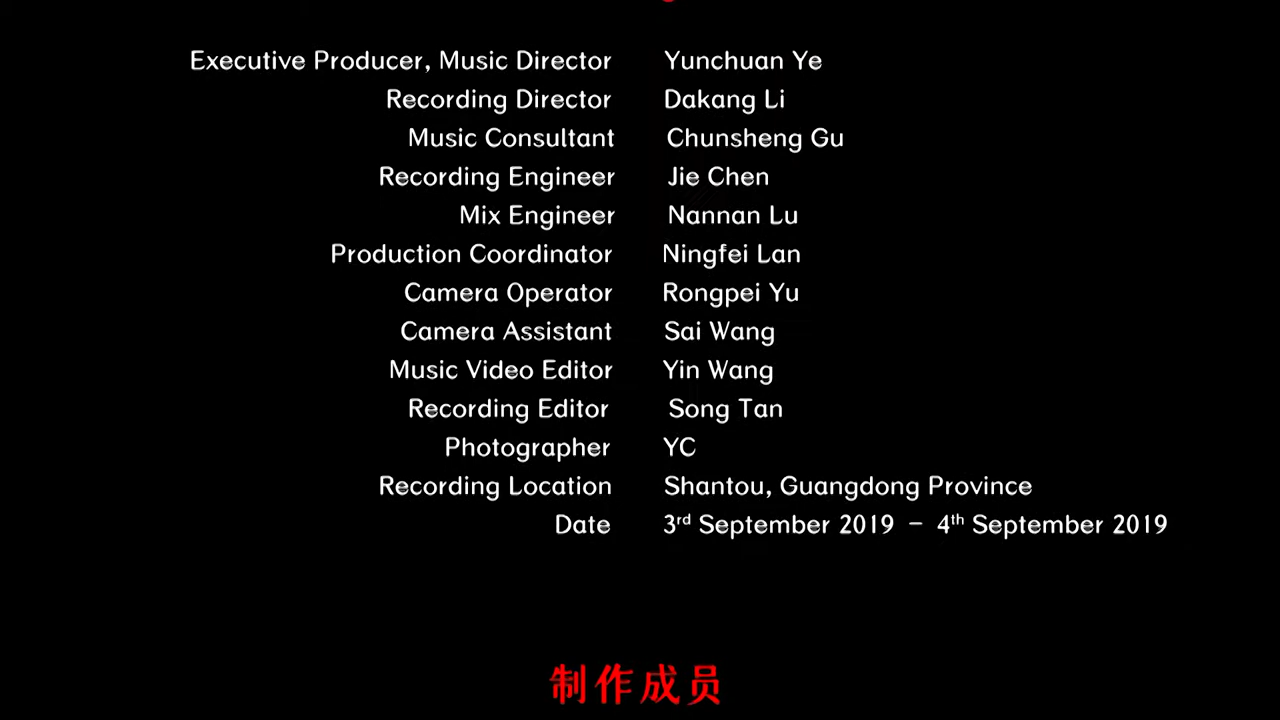 Executive Producer, Music Director Yunchuan Ye
Recording Director Dakang Li
Music Consultant Chunsheng Gu
Recording Engineer Jie Chen
Mix Engineer Nannan Lu
Production Coordinator Ningfei Lan
Camera Operator Rongpei Yu
Camera Assistant Sai Wang
Music Video Editor Yin Wang
Recording Editor Song Tan
Photographer YC
Recording Location Shantou, Guangdong Province
Date 3rd September 2019 – 4th September 2019
制作成员